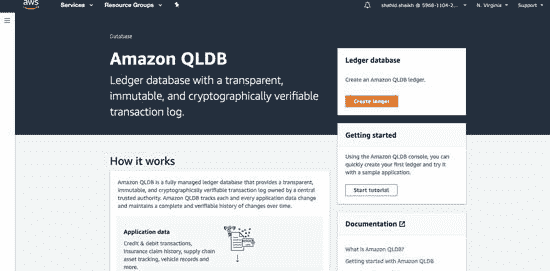 aws
Services
Resource Groups
shahid.shaikh @ 5968-1104-2...
N. Virginia
Support
Database
Amazon QLDB
Ledger database with a transparent,
immutable, and cryptographically verifiable
transaction log.
Ledger database
Create an Amazon QLDB ledger.
Create ledger
Getting started
Using the Amazon QLDB console, you can
quickly create your first ledger and try it
with a sample application.
Start tutorial
How it works
Amazon QLDB is a fully managed ledger database that provides a transparent,
immutable, and cryptographically verifiable transaction log owned by a central
trusted authority. Amazon QLDB tracks each and every application data change
and maintains a complete and verifiable history of changes over time.
Application data
Credit & debit transactions,
insurance claim history, supply chain
asset tracking, vehicle records and
more.
Documentation
What is Amazon QLDB?
Getting started with Amazon QLDB